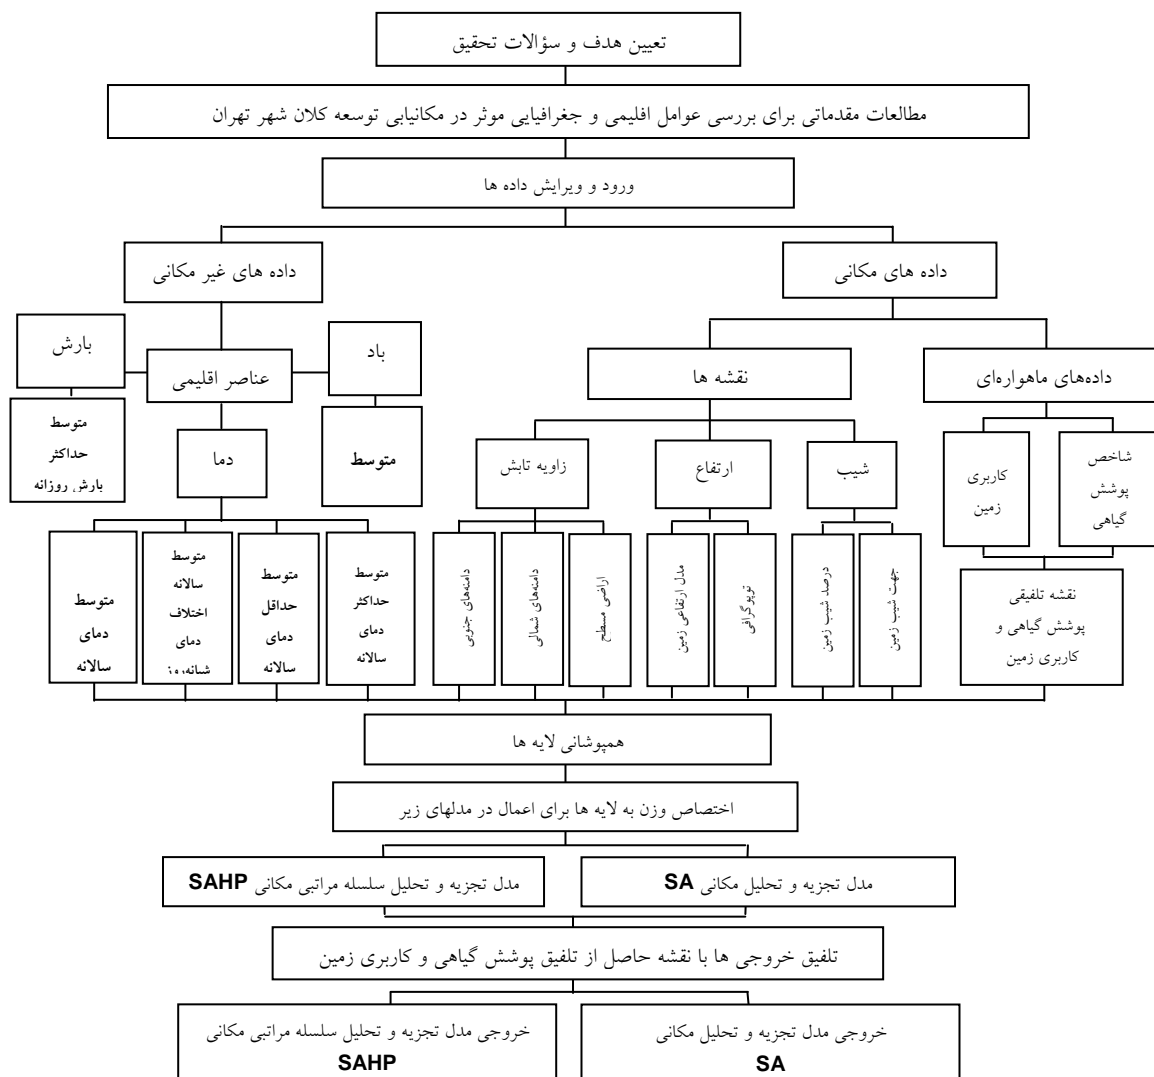 تعیین هدف و سؤالات تحقیق
مطالعات مقدماتی برای بررسی عوامل اقلیمی و جغرافیایی موثر در مکانیابی توسعه کلان شهر تهران
ورود و ویرایش داده ها
داده های مکانی
داده های غیر مکانی
داده‌های ماهواره‌ای
نقشه ها
باد
عناصر اقلیمی
بارش
شاخص
پوشش
گیاهی
کاربری
زمین
شیب
ارتفاع
زاویه تابش
متوسط
دما
متوسط
حداکثر
بارش روزانه
نقشه تلفیقی
پوشش گیاهی و
کاربری زمین
جهت شیب زمین
درصد شیب زمین
توپوگرافی
مدل ارتفاعی زمین
اراضی مسطح
دامنه‌های شمالی
دامنه‌های جنوبی
متوسط
حداکثر
دمای
سالانه
متوسط
حداقل
دمای
سالانه
متوسط
سالانه
اختلاف
دمای
شبانه‌روز
متوسط
دمای
سالانه
همپوشانی لایه ها
اختصاص وزن به لایه ها برای اعمال در مدلهای زیر
مدل تجزیه و تحلیل مکانی SA
مدل تجزیه و تحلیل سلسله مراتبی مکانی SAHP
تلفیق خروجی ها با نقشه حاصل از تلفیق پوشش گیاهی و کاربری زمین
خروجی مدل تجزیه و تحلیل مکانی
SA
خروجی مدل تجزیه و تحلیل سلسله مراتبی مکانی
SAHP